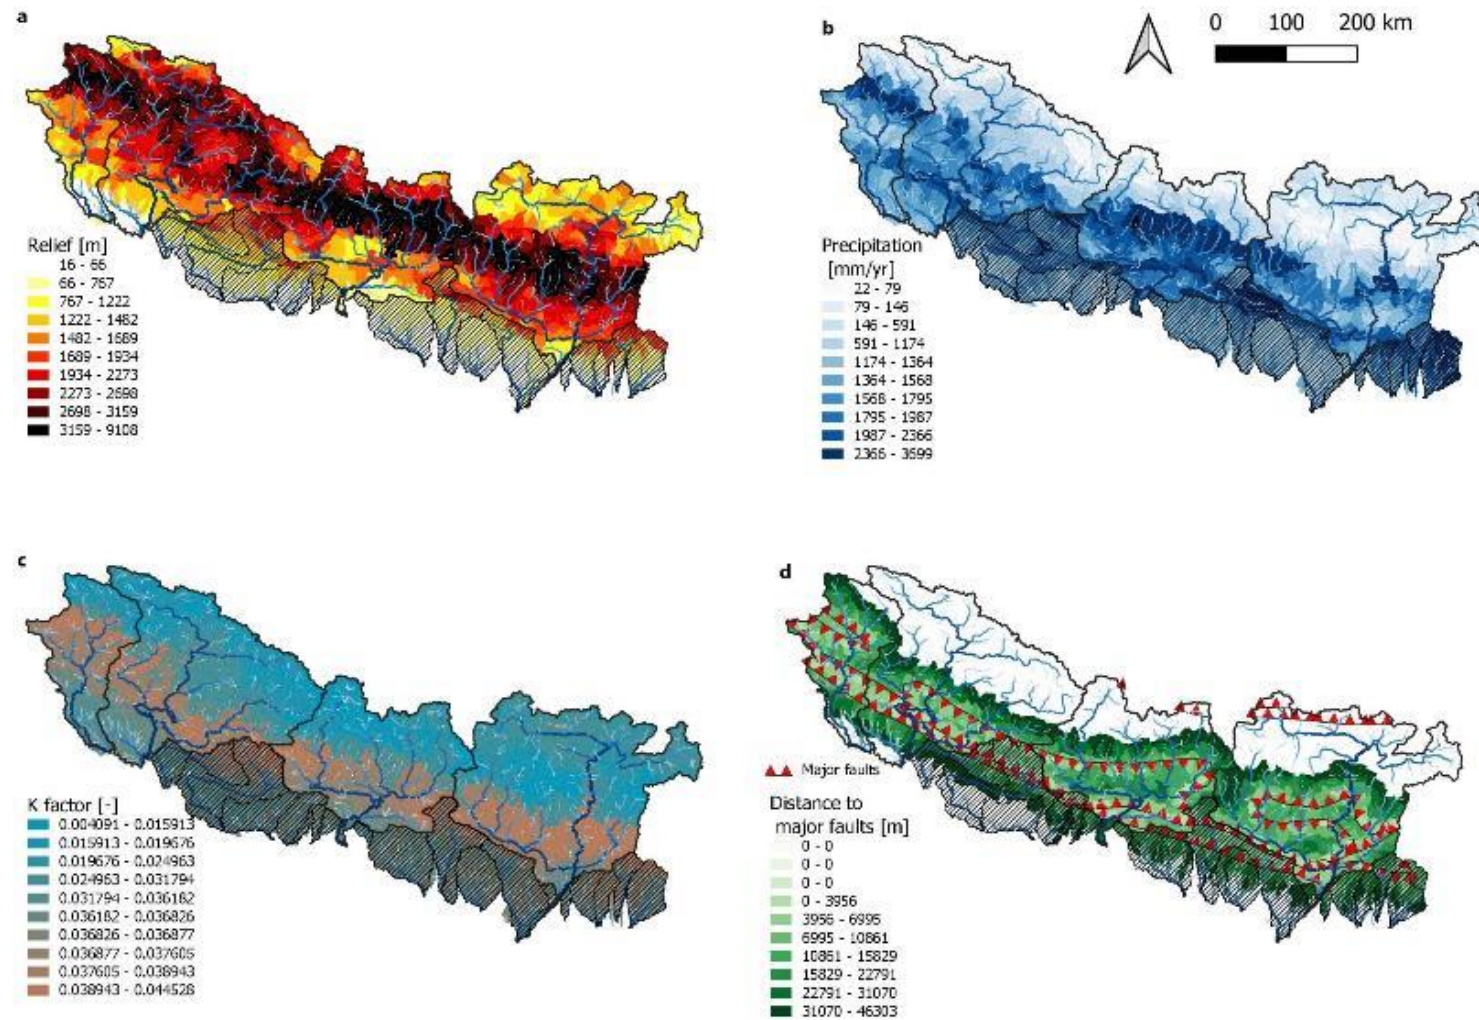 a
Relief [m]
16 - 66
66 - 767
767 - 1222
1222 - 1482
1482 - 1689
1689 - 1934
1934 - 2273
2273 - 2698
2698 - 3159
3159 - 9108
b
0 100 200 km
Precipitation
[mm/yr]
22 - 79
79 - 146
146 - 591
591 - 1174
1174 - 1364
1364 - 1568
1568 - 1795
1795 - 1987
1987 - 2366
2366 - 3699
c
K factor [-]
0.004091 - 0.015913
0.015913 - 0.019676
0.019676 - 0.024963
0.024963 - 0.031794
0.031794 - 0.036182
0.036182 - 0.036826
0.036826 - 0.036877
0.036877 - 0.037605
0.037605 - 0.038943
0.038943 - 0.044528
d
Major faults
Distance to
major faults [m]
0 - 0
0 - 0
0 - 0
0 - 3956
3956 - 6995
6995 - 10861
10861 - 15829
15829 - 22791
22791 - 31070
31070 - 46303